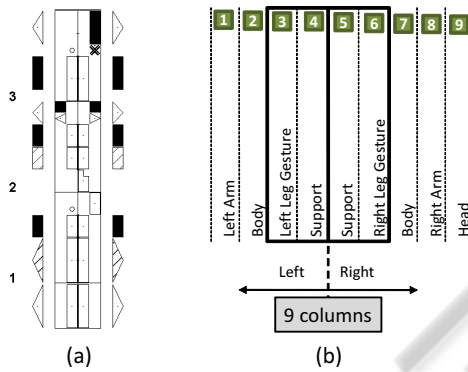 3
2
1
(a)
1 2 3 4 5 6 7 8 9
Left Arm
Body
Left Leg Gesture
Support
Support
Right Leg Gesture
Body
Right Arm
Head
Left Right
9 columns
(b)